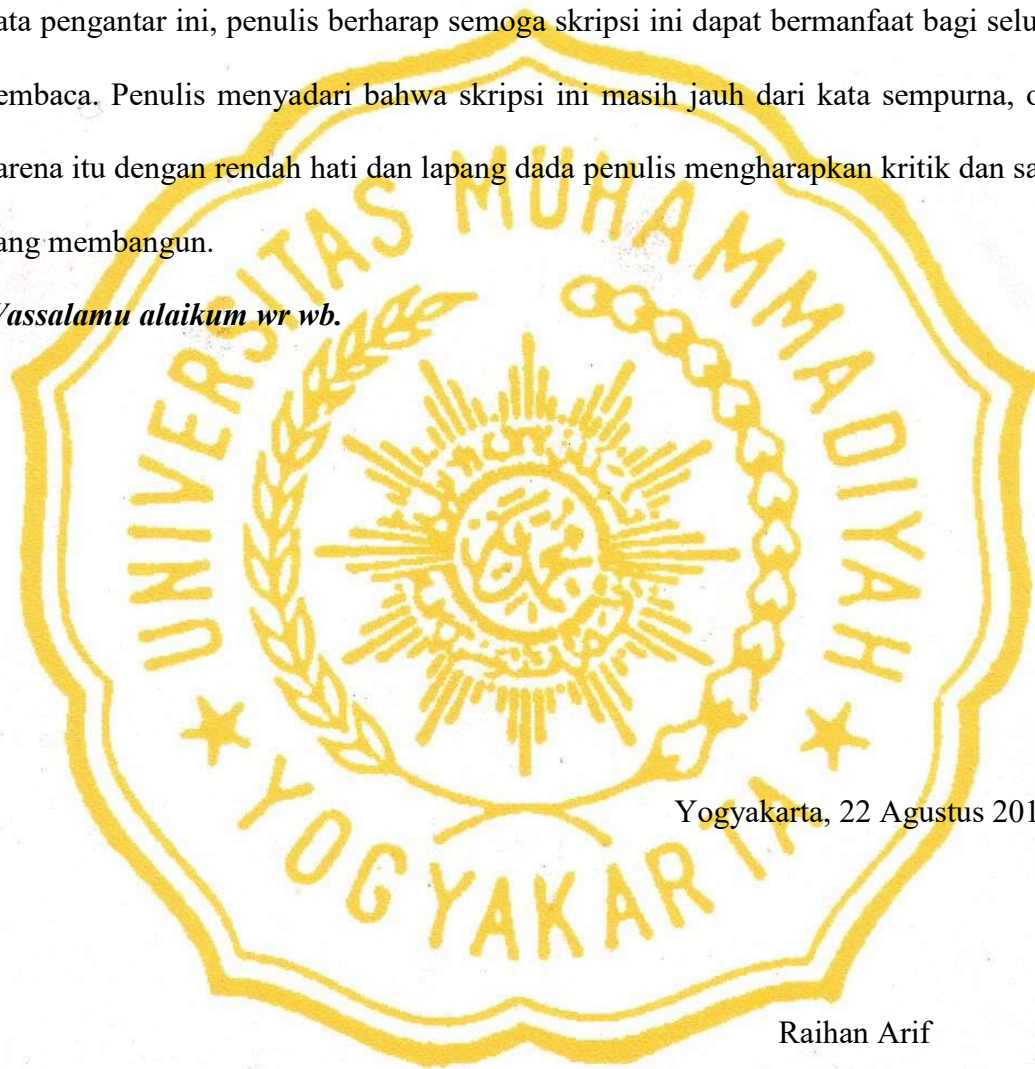 ata pengantar ini, penulis berharap semoga skripsi ini dapat bermanfaat bagi selu
embaca. Penulis menyadari bahwa skripsi ini masih jauh dari kata sempurna, o
arena itu dengan rendah hati dan lapang dada penulis mengharapkan kritik dan sa
ang membangun.
Vassalamu alaikum wr wb.
UNIVERSITAS MUHAMMADIYAH
YOGYAKARTA
Yogyakarta, 22 Agustus 201
Raihan Arif